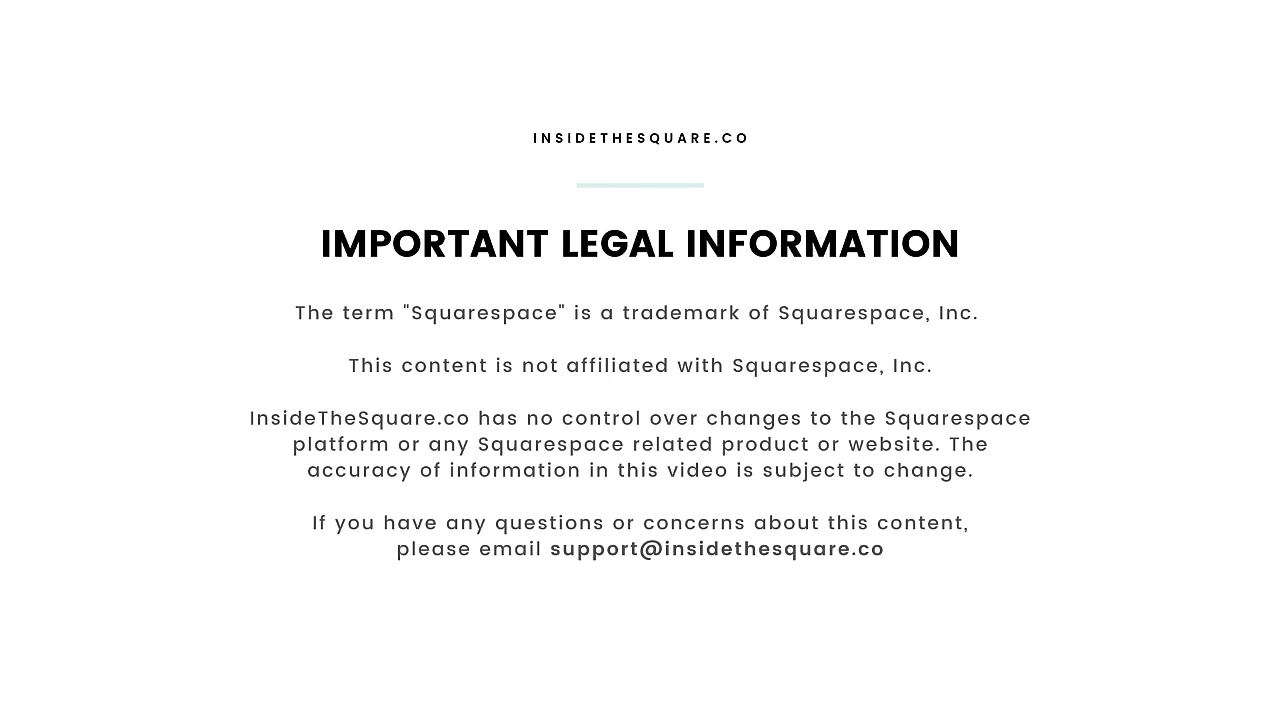 INSIDETHESQUARE.CO
IMPORTANT LEGAL INFORMATION
The term "Squarespace" is a trademark of Squarespace, Inc.
This content is not affiliated with Squarespace, Inc.
InsideTheSquare.co has no control over changes to the Squarespace
platform or any Squarespace related product or website. The
accuracy of information in this video is subject to change.
If you have any questions or concerns about this content,
please email support@insidethesquare.co